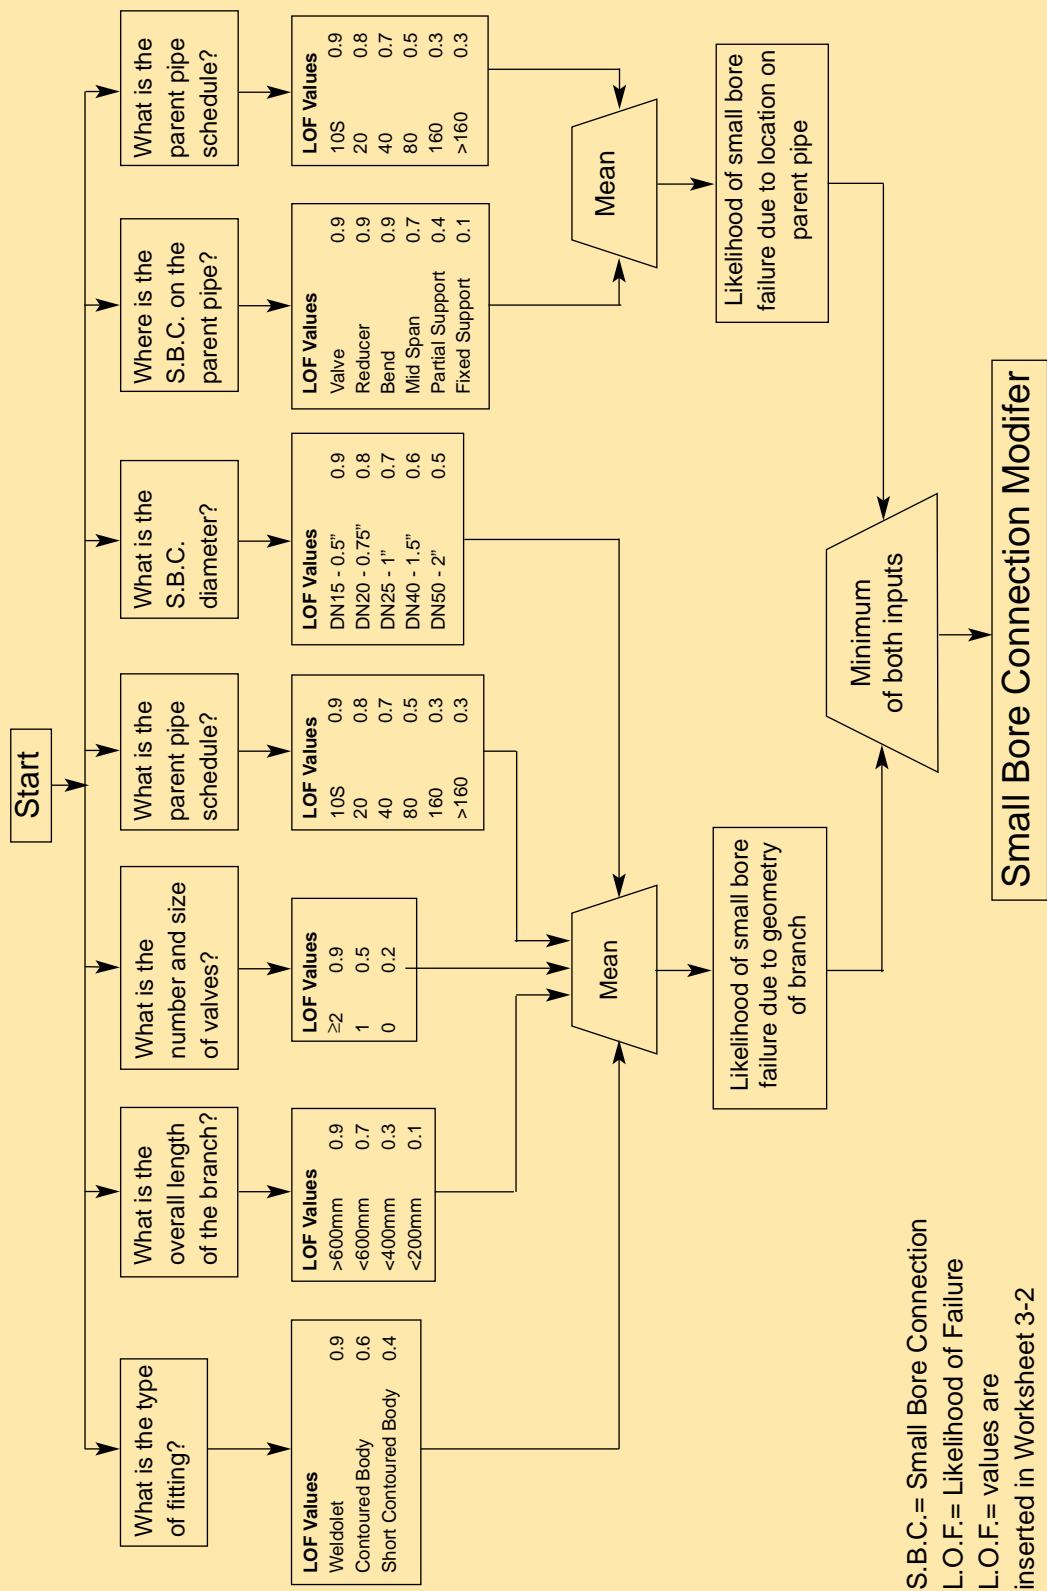 Start
What is the type
of fitting?
LOF Values
Weldolet 0.9
Contoured Body 0.6
Short Contoured Body 0.4
What is the
overall length
of the branch?
LOF Values
>600mm 0.9
<600mm 0.7
<400mm 0.3
<200mm 0.1
What is the
number and size
of valves?
LOF Values
≥2 0.9
1 0.5
0 0.2
What is the
parent pipe
schedule?
LOF Values
10S 0.9
20 0.8
40 0.7
80 0.5
160 0.3
>160 0.3
What is the
S.B.C.
diameter?
LOF Values
DN15 - 0.5” 0.9
DN20 - 0.75” 0.8
DN25 - 1” 0.7
DN40 - 1.5” 0.6
DN50 - 2” 0.5
Where is the
S.B.C. on the
parent pipe?
LOF Values
Valve 0.9
Reducer 0.9
Bend 0.9
Mid Span 0.7
Partial Support 0.4
Fixed Support 0.1
What is the
parent pipe
schedule?
LOF Values
10S 0.9
20 0.8
40 0.7
80 0.5
160 0.3
>160 0.3
Mean
Mean
Likelihood of small bore
failure due to geometry
of branch
Likelihood of small bore
failure due to location on
parent pipe
Minimum
of both inputs
Small Bore Connection Modifer
S.B.C.= Small Bore Connection
L.O.F.= Likelihood of Failure
L.O.F.= values are
inserted in Worksheet 3-2